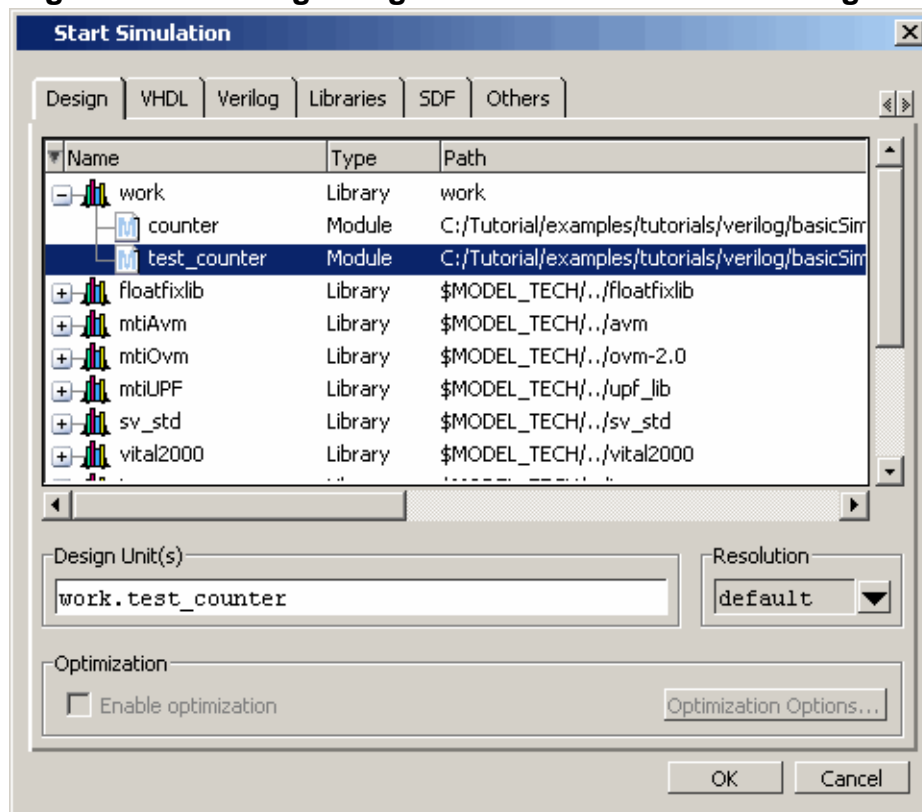 Start Simulation
Design VHDL Verilog Libraries SDF Others
Name Type Path
work Library work
counter Module C:/Tutorial/examples/tutorials/verilog/basicSim
test_counter Module C:/Tutorial/examples/tutorials/verilog/basicSim
floatfixlib Library $MODEL_TECH/../floatfixlib
mtiAvm Library $MODEL_TECH/../avm
mtiOvm Library $MODEL_TECH/../ovm-2.0
mtiUPF Library $MODEL_TECH/../upf_lib
sv_std Library $MODEL_TECH/../sv_std
vital2000 Library $MODEL_TECH/../vital2000
Design Unit(s) Resolution
work.test_counter default
Optimization
Enable optimization Optimization Options...
OK Cancel